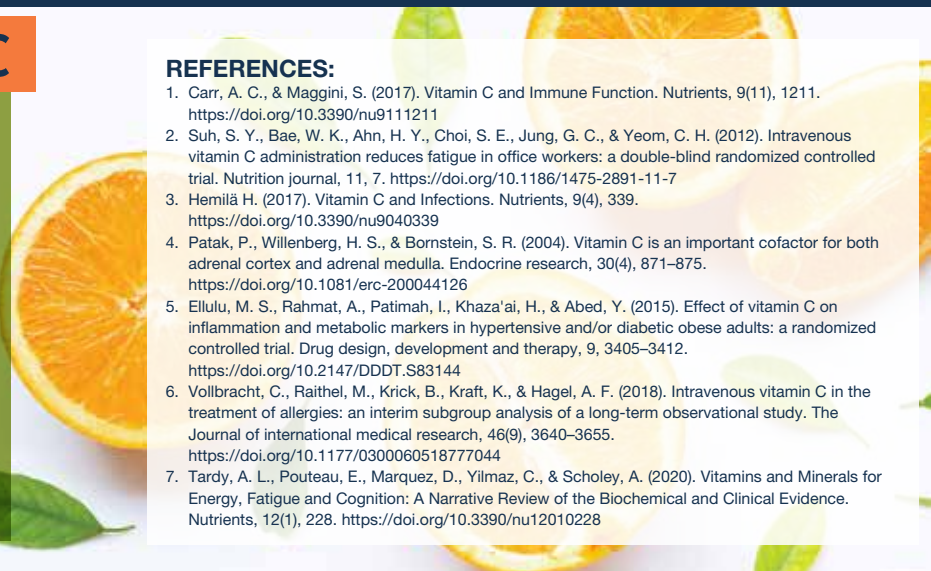 C
REFERENCES:
1. Carr, A. C., & Maggini, S. (2017). Vitamin C and Immune Function. Nutrients, 9(11), 1211.
https://doi.org/10.3390/nu9111211
2. Suh, S. Y., Bae, W. K., Ahn, H. Y., Choi, S. E., Jung, G. C., & Yeom, C. H. (2012). Intravenous
vitamin C administration reduces fatigue in office workers: a double-blind randomized controlled
trial. Nutrition journal, 11, 7. https://doi.org/10.1186/1475-2891-11-7
3. Hemilä H. (2017). Vitamin C and Infections. Nutrients, 9(4), 339.
https://doi.org/10.3390/nu9040339
4. Patak, P., Willenberg, H. S., & Bornstein, S. R. (2004). Vitamin C is an important cofactor for both
adrenal cortex and adrenal medulla. Endocrine research, 30(4), 871–875.
https://doi.org/10.1081/erc-200044126
5. Ellulu, M. S., Rahmat, A., Patimah, I., Khaza'ai, H., & Abed, Y. (2015). Effect of vitamin C on
inflammation and metabolic markers in hypertensive and/or diabetic obese adults: a randomized
controlled trial. Drug design, development and therapy, 9, 3405–3412.
https://doi.org/10.2147/DDDT.S83144
6. Vollbracht, C., Raithel, M., Krick, B., Kraft, K., & Hagel, A. F. (2018). Intravenous vitamin C in the
treatment of allergies: an interim subgroup analysis of a long-term observational study. The
Journal of international medical research, 46(9), 3640–3655.
https://doi.org/10.1177/0300060518777044
7. Tardy, A. L., Pouteau, E., Marquez, D., Yilmaz, C., & Scholey, A. (2020). Vitamins and Minerals for
Energy, Fatigue and Cognition: A Narrative Review of the Biochemical and Clinical Evidence.
Nutrients, 12(1), 228. https://doi.org/10.3390/nu12010228